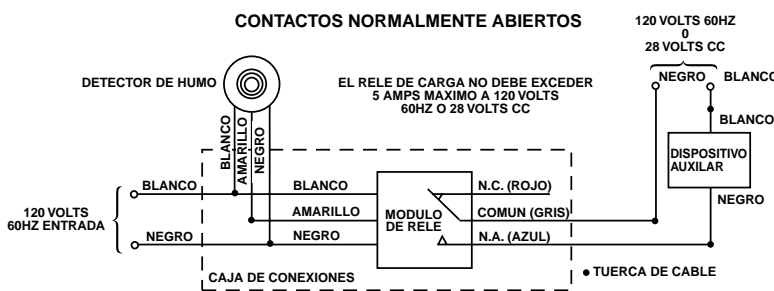 CONTACTOS NORMALMENTE ABIERTOS
120 VOLTS 60HZ
0
28 VOLTS CC
DETECTOR DE HUMO
EL RELE DE CARGA NO DEBE EXCEDER
5 AMPS MAXIMO A 120 VOLTS
60HZ O 28 VOLTS CC
NEGRO
BLANCO
BLANCO
BLANCO
AMARILLO
NEGRO
DISPOSITIVO
AUXILAR
NEGRO
120 VOLTS
60HZ ENTRADA
BLANCO
BLANCO
N.C. (ROJO)
AMARILLO
MODULO
DE RELE
COMUN (GRIS)
NEGRO
NEGRO
N.A. (AZUL)
CAJA DE CONEXIONES
TUERCA DE CABLE